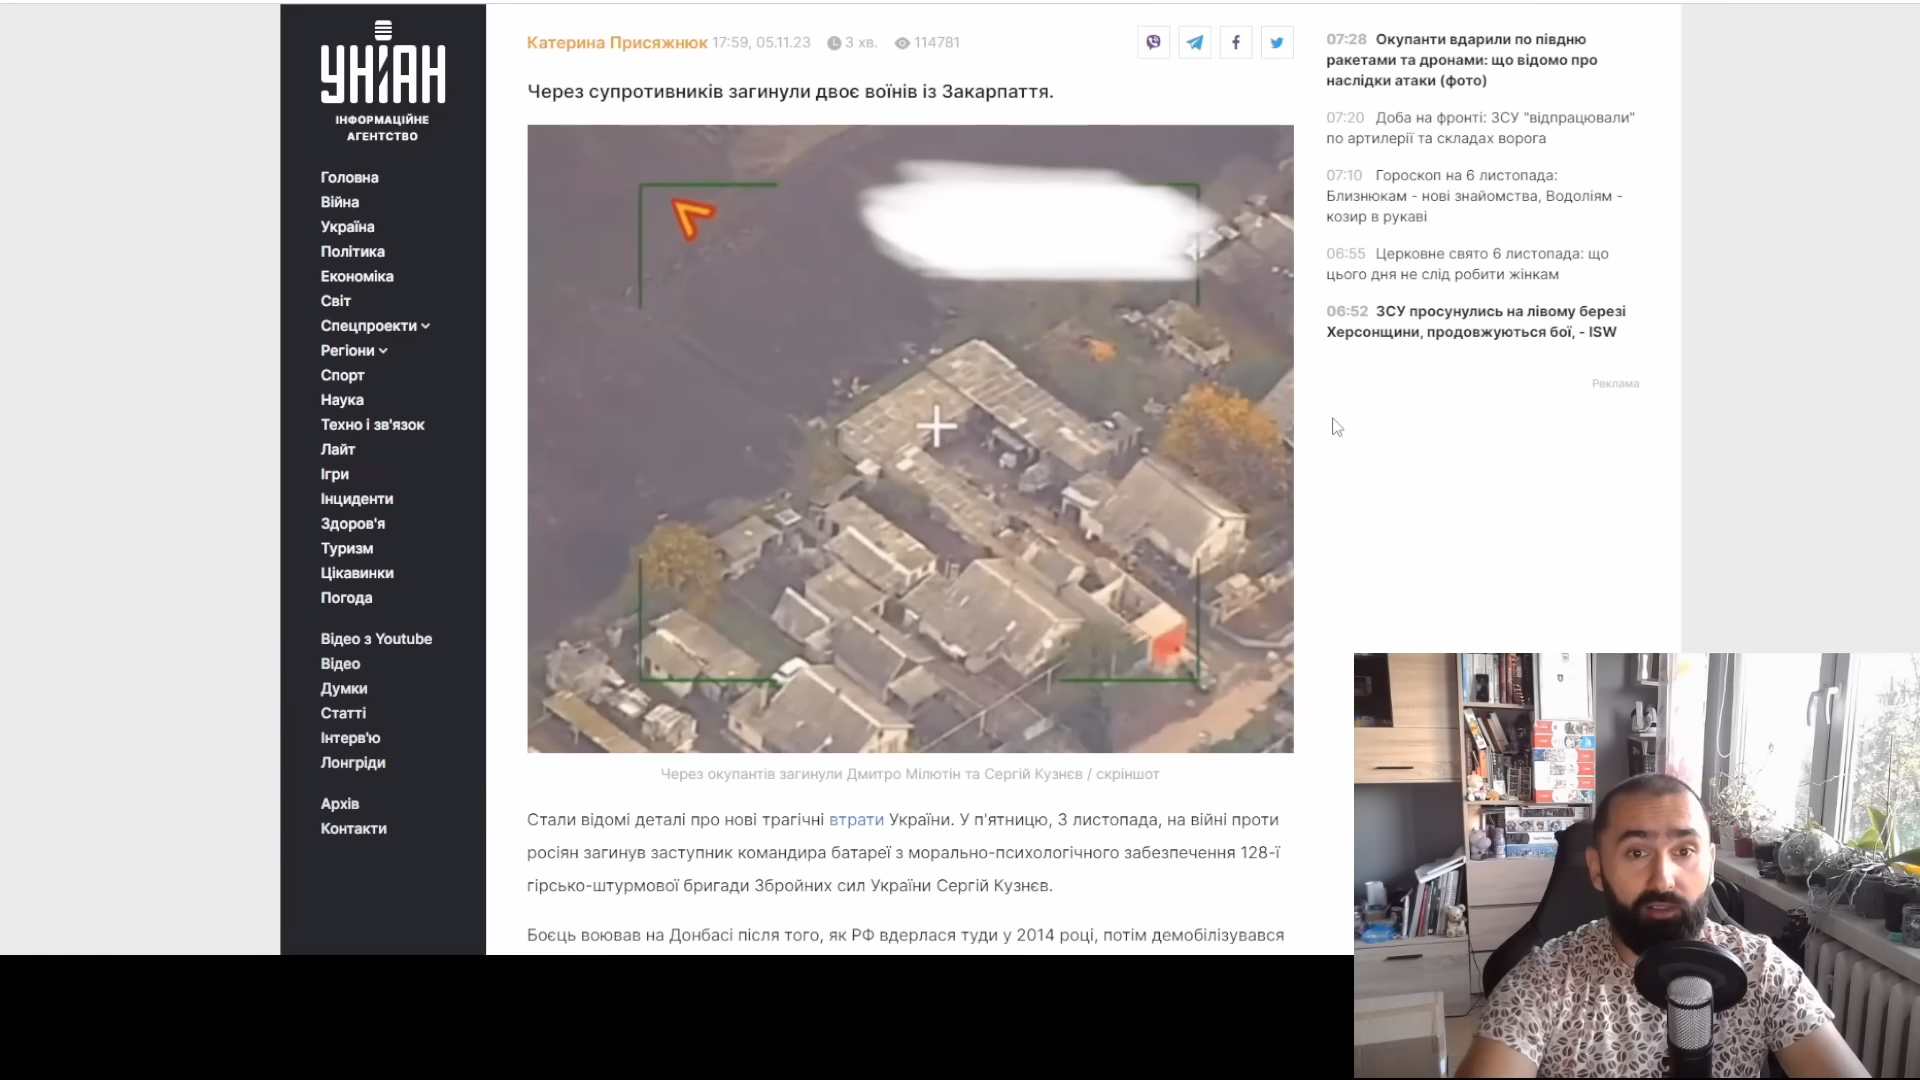 УНІАН
ІНФОРМАЦІЙНЕ
АГЕНТСТВО
Головна
Війна
Україна
Політика
Економіка
Світ
Спецпроекти
Регіони
Спорт
Наука
Техно і зв'язок
Лайт
Ігри
Інциденти
Здоров'я
Туризм
Цікавинки
Погода
Відео з Youtube
Відео
Думки
Статті
Інтерв'ю
Лонгріди
Архів
Контакти
Катерина Присяжнюк 17:59, 05.11.23 3 хв. 114781
Через супротивників загинули двоє воїнів із Закарпаття.
Через окупантів загинули Дмитро Мілютін та Сергій Кузнєв / скріншот
Стали відомі деталі про нові трагічні втрати України. У п'ятницю, 3 листопада, на війні проти
росіян загинув заступник командира батареї з морально-психологічного забезпечення 128-ї
гірсько-штурмової бригади Збройних сил України Сергій Кузнєв.
Боєць воював на Донбасі після того, як РФ вдерлася туди у 2014 році, потім демобілізувався
07:28 Окупанти вдарили по півдню
ракетами та дронами: що відомо про
наслідки атаки (фото)
07:20 Доба на фронті: ЗСУ "відпрацювали"
по артилерії та складах ворога
07:10 Гороскоп на 6 листопада:
Близнюкам - нові знайомства, Водоліям -
козир в рукаві
06:55 Церковне свято 6 листопада: що
цього дня не слід робити жінкам
06:52 ЗСУ просунулись на лівому березі
Херсонщини, продовжуються бої, - ISW
Реклама